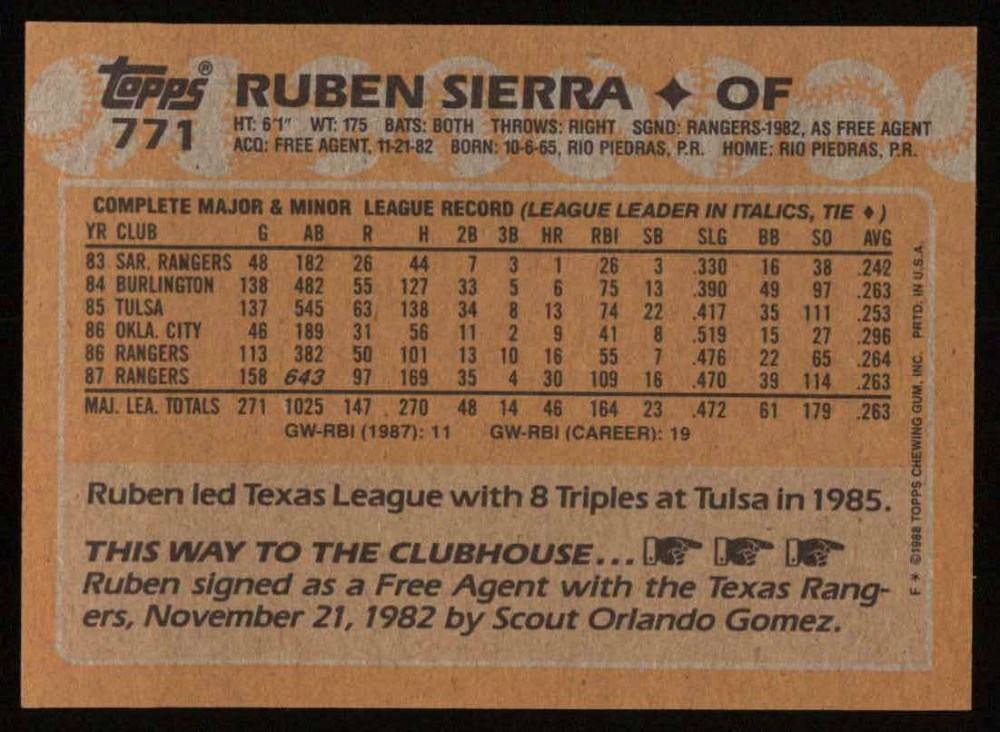 topps® RUBEN SIERRA ✦ OF
771 HT: 6'1" WT: 175 BATS: BOTH THROWS: RIGHT SGND: RANGERS-1982, AS FREE AGENT
ACQ: FREE AGENT, 11-21-82 BORN: 10-6-65, RIO PIEDRAS, P.R. HOME: RIO PIEDRAS, P.R.
COMPLETE MAJOR & MINOR LEAGUE RECORD (LEAGUE LEADER IN ITALICS, TIE ♦)
YR CLUB G AB R H 2B 3B HR RBI SB SLG BB SO AVG
83 SAR. RANGERS 48 182 26 44 7 3 1 26 3 .330 16 38 .242
84 BURLINGTON 138 482 55 127 33 5 6 75 13 .390 49 97 .263
85 TULSA 137 545 63 138 34 8 13 74 22 .417 35 111 .253
86 OKLA. CITY 46 189 31 56 11 2 9 41 8 .519 15 27 .296
86 RANGERS 113 382 50 101 13 10 16 55 7 .476 22 65 .264
87 RANGERS 158 643 97 169 35 4 30 109 16 .470 39 114 .263
MAJ. LEA. TOTALS 271 1025 147 270 48 14 46 164 23 .472 61 179 .263
GW-RBI (1987): 11 GW-RBI (CAREER): 19
Ruben led Texas League with 8 Triples at Tulsa in 1985.
THIS WAY TO THE CLUBHOUSE...
Ruben signed as a Free Agent with the Texas Rang-
ers, November 21, 1982 by Scout Orlando Gomez.
F * ©1988 TOPPS CHEWING GUM, INC. PRTD. IN U.S.A.